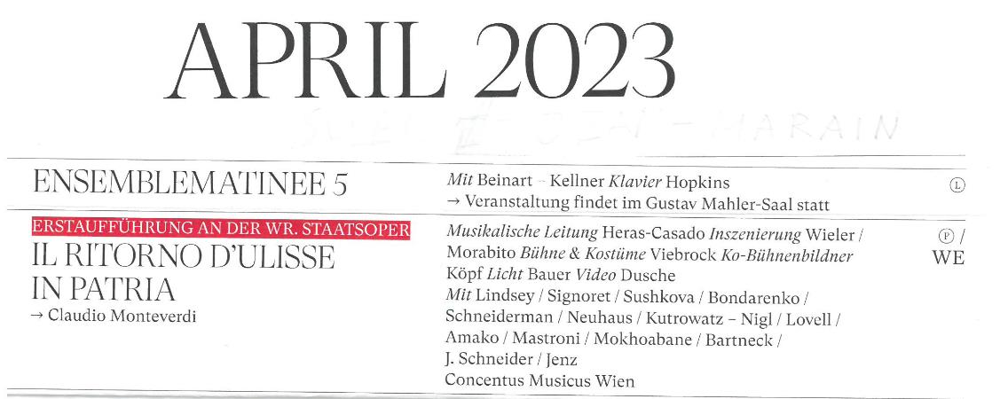 APRIL 2023
ENSEMBLEMATINEE 5
Mit Beinart – Kellner Klavier Hopkins
→ Veranstaltung findet im Gustav Mahler-Saal statt
Ⓛ
ERSTAUFFÜHRUNG AN DER WR. STAATSOPER
IL RITORNO D'ULISSE
IN PATRIA
→ Claudio Monteverdi
Musikalische Leitung Heras-Casado Inszenierung Wieler /
Morabito Bühne & Kostüme Viebrock Ko-Bühnenbildner
Köpf Licht Bauer Video Dusche
Mit Lindsey / Signoret / Sushkova / Bondarenko /
Schneiderman / Neuhaus / Kutrowatz – Nigl / Lovell /
Amako / Mastroni / Mokhoabane / Bartneck /
J. Schneider / Jenz
Concentus Musicus Wien
Ⓟ /
WE